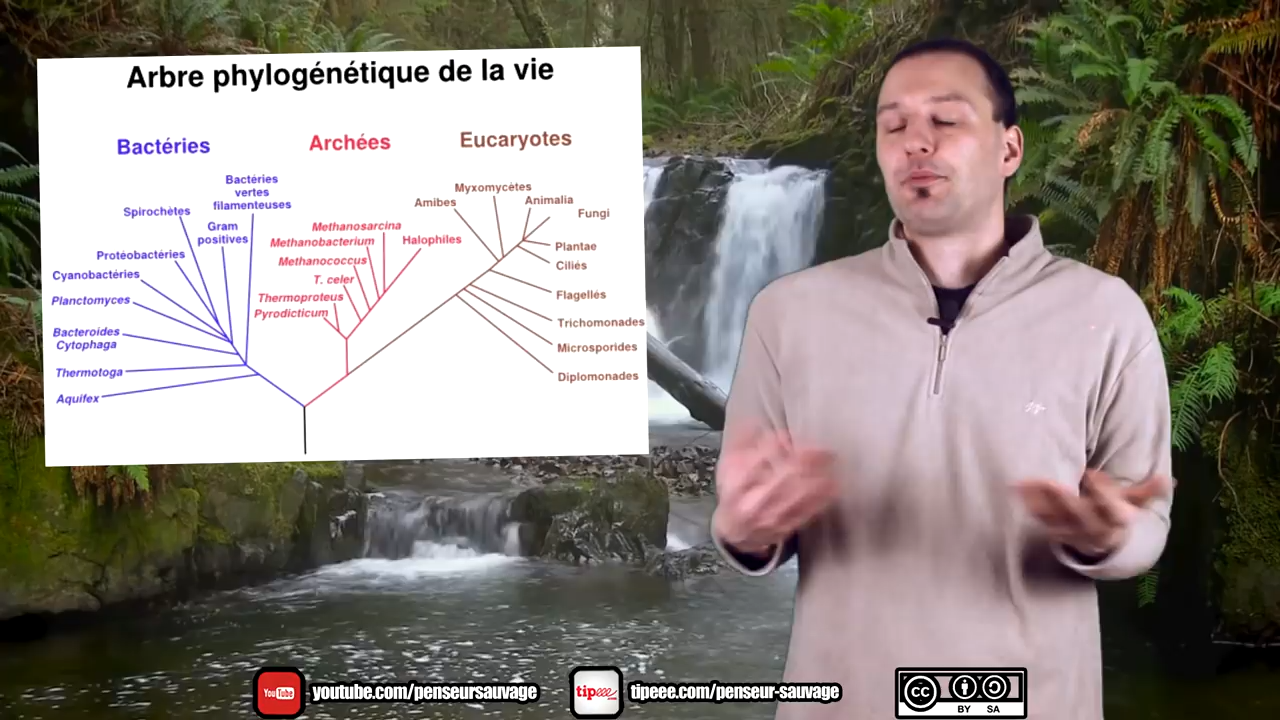 Arbre phylogénétique de la vie
Bactéries
Archées
Eucaryotes
Bactéries
vertes
filamenteuses
Spirochètes
Gram
positives
Protéobactéries
Cyanobactéries
Planctomyces
Bacteroides
Cytophaga
Thermotoga
Aquifex
Methanosarcina
Methanobacterium
Halophiles
Methanococcus
T. celer
Thermoproteus
Pyrodicticum
Myxomycètes
Amibes
Animalia
Fungi
Plantae
Ciliés
Flagellés
Trichomonades
Microsporides
Diplomonades
YouTube
youtube.com/penseursauvage
tipeee
tipeee.com/penseur-sauvage
cc
BY SA